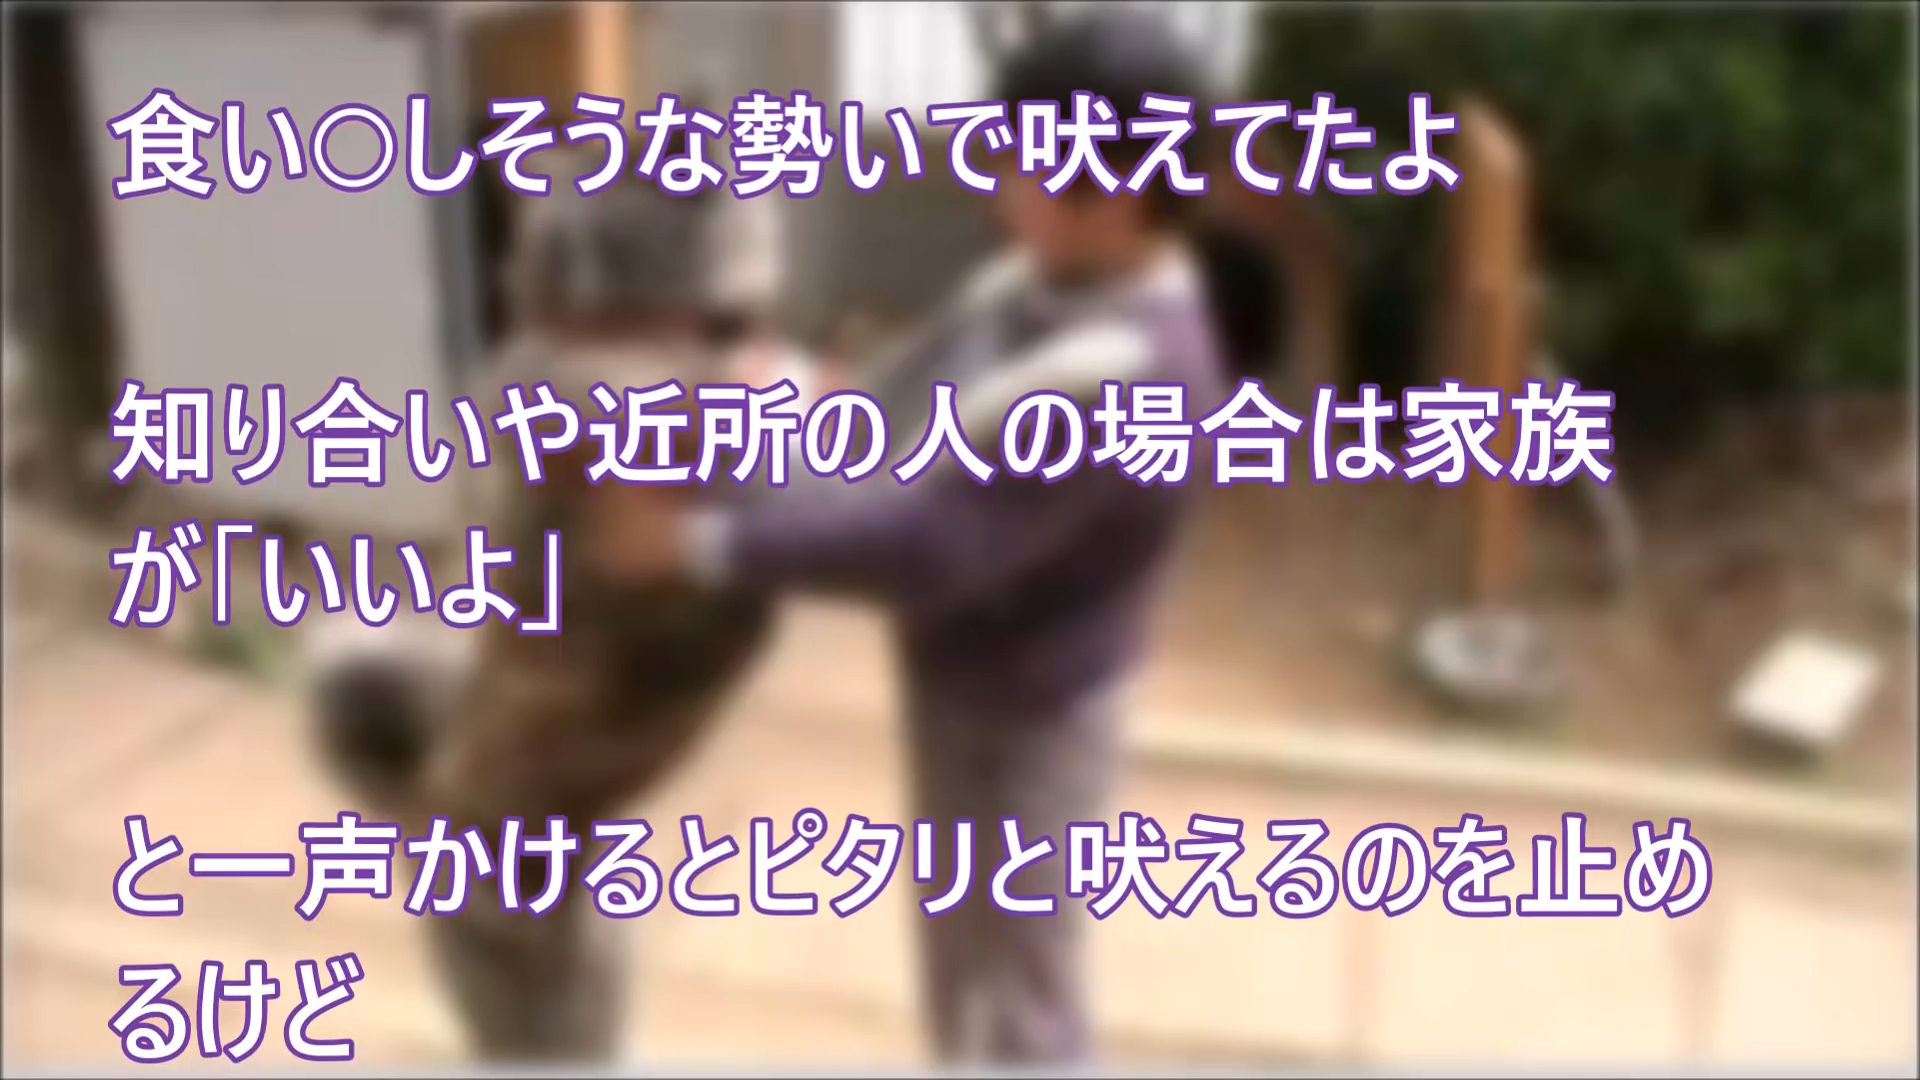 食い○しそうな勢いで吠えてたよ
知り合いや近所の人の場合は家族
が「いいよ」
と一声かけるとピタリと吠えるのを止め
るけど